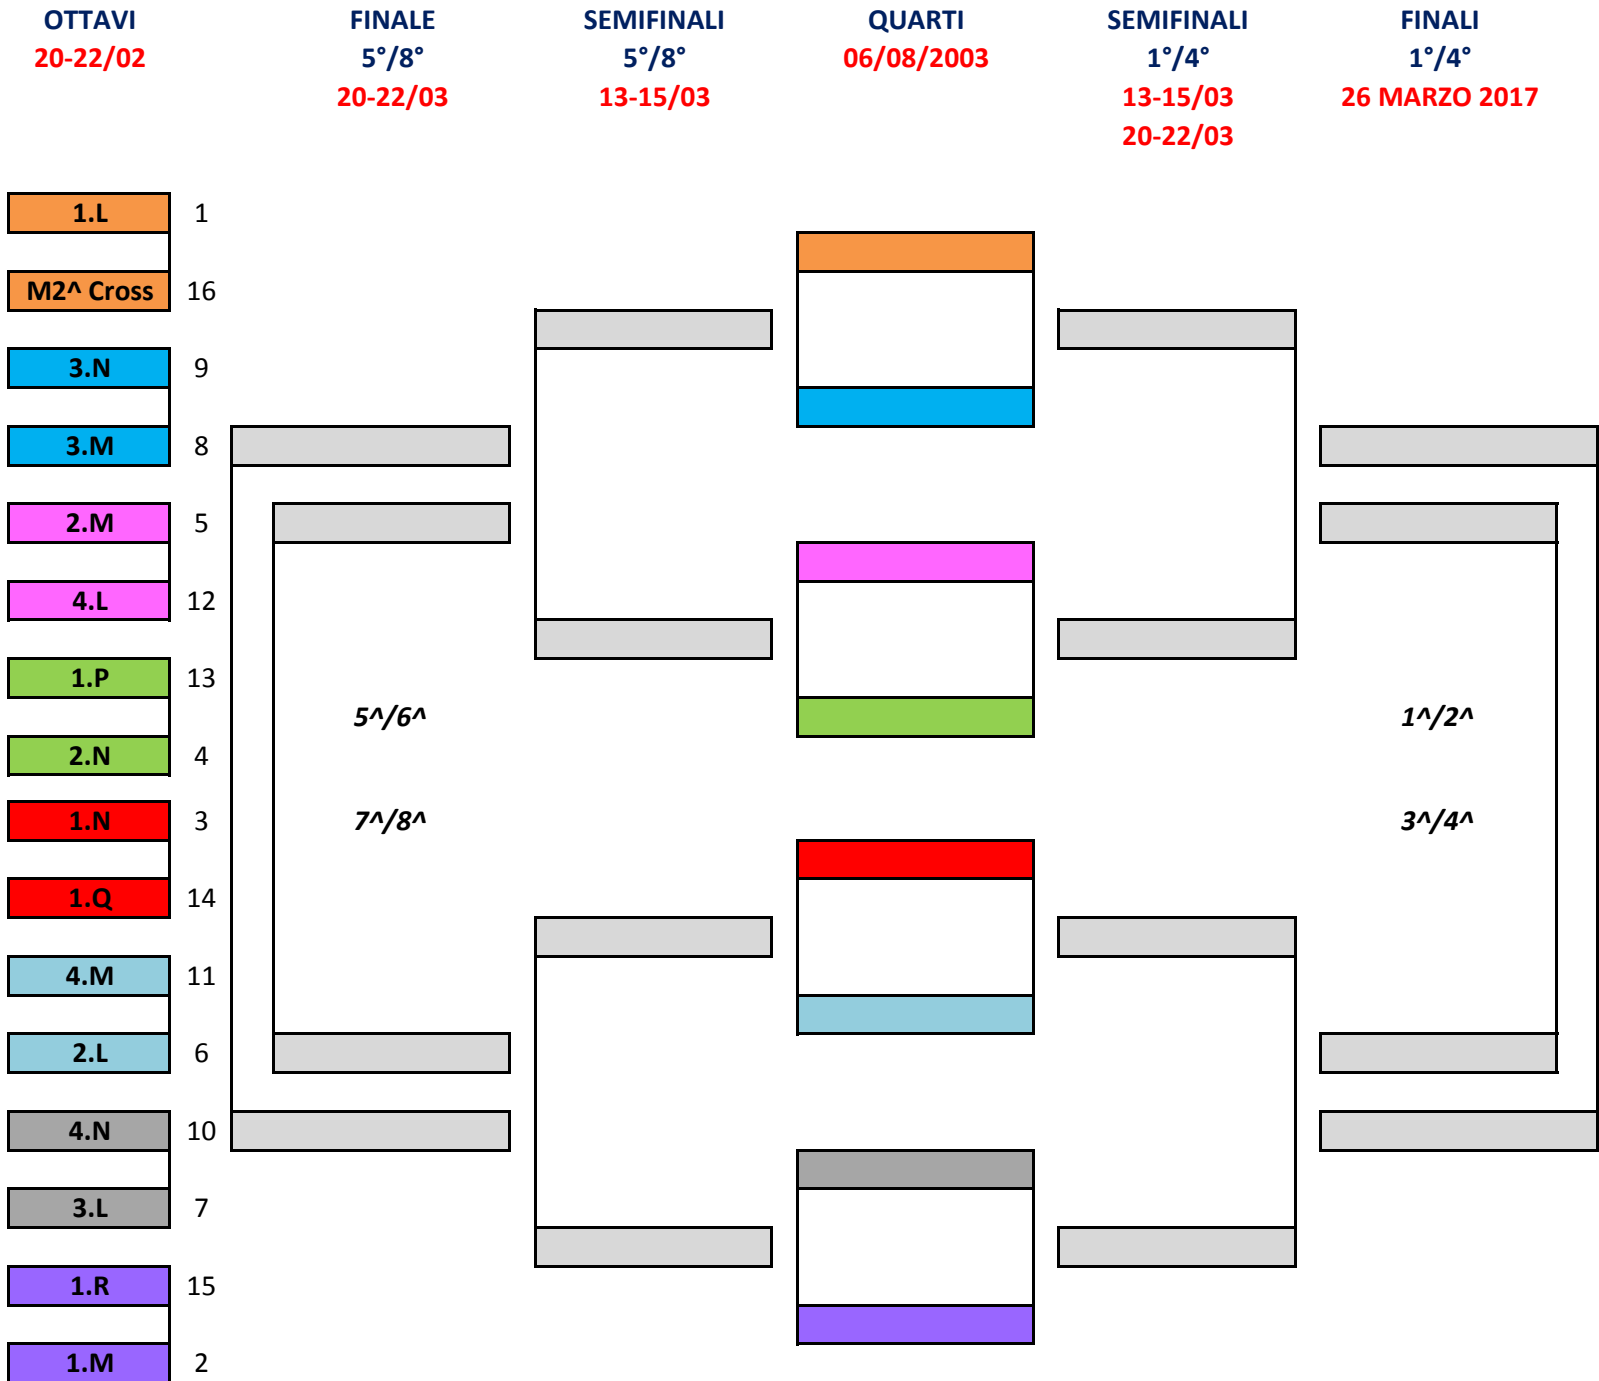 OTTAVI
20-22/02
FINALE
5°/8°
20-22/03
SEMIFINALI
5°/8°
13-15/03
QUARTI
06/08/2003
SEMIFINALI
1°/4°
13-15/03
20-22/03
FINALI
1°/4°
26 MARZO 2017
1.L 1
M2^ Cross 16
3.N 9
3.M 8
2.M 5
4.L 12
1.P 13
5^/6^
1^/2^
2.N 4
1.N 3
7^/8^
3^/4^
1.Q 14
4.M 11
2.L 6
4.N 10
3.L 7
1.R 15
1.M 2